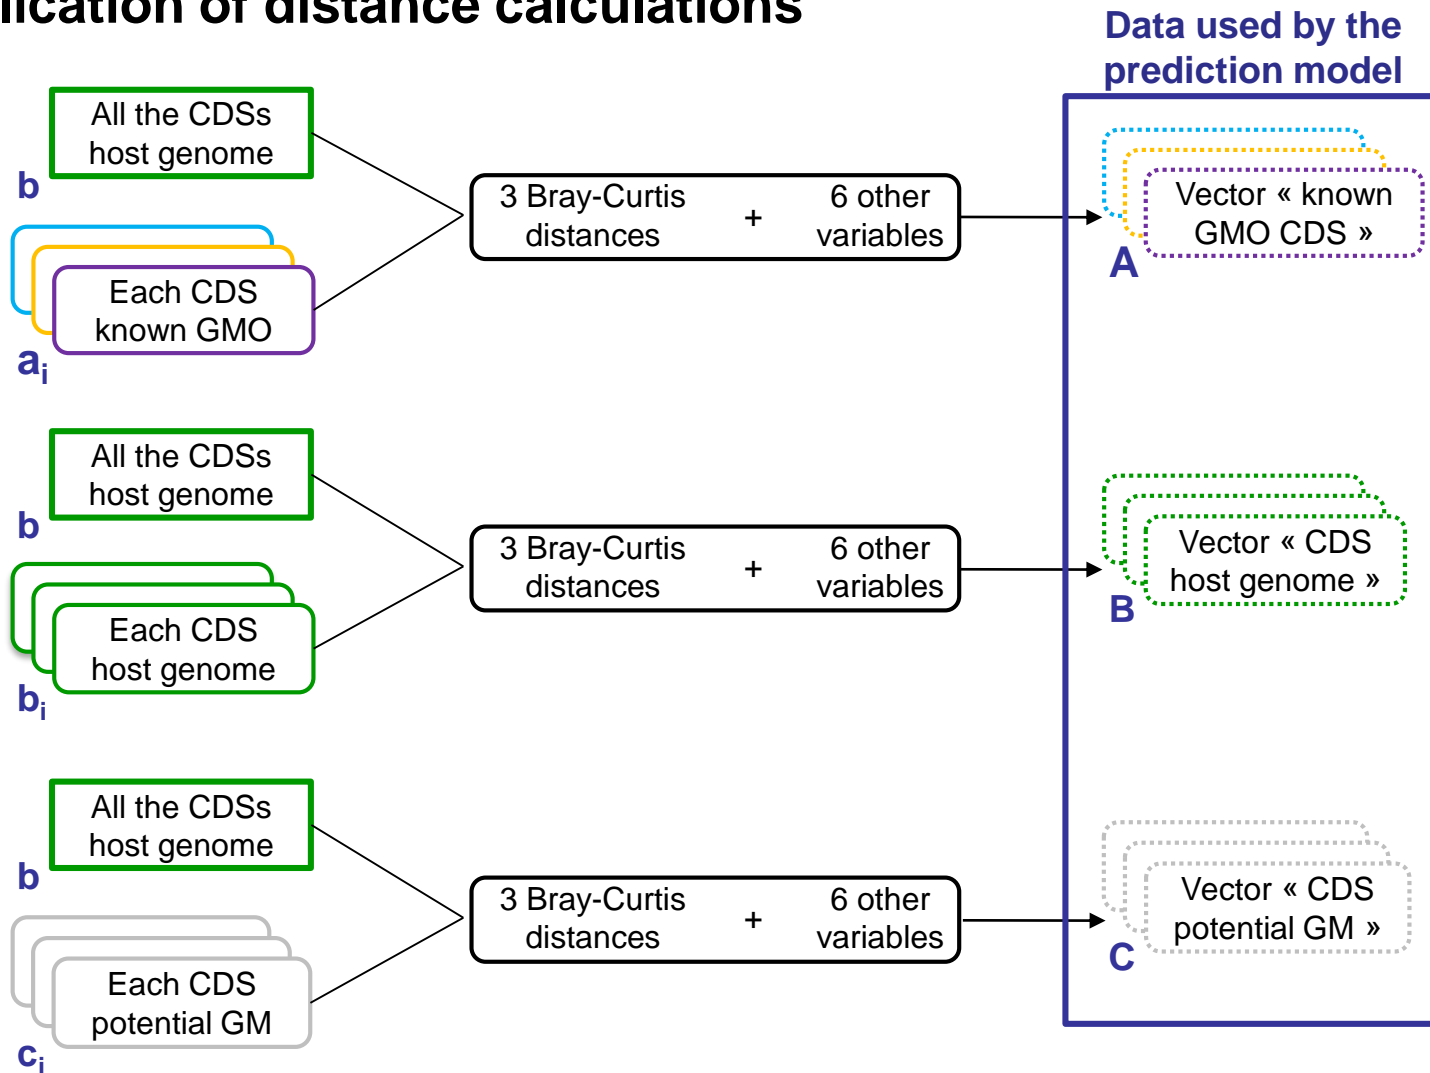 of distance calculations
Data used by the
prediction model
All the CDSs
host genome
b
Each CDS
known GMO
ai
3 Bray-Curtis
distances
+
6 other
variables
Vector « known
GMO CDS »
A
All the CDSs
host genome
b
Each CDS
host genome
bi
3 Bray-Curtis
distances
+
6 other
variables
Vector « CDS
host genome »
B
All the CDSs
host genome
b
Each CDS
potential GM
ci
3 Bray-Curtis
distances
+
6 other
variables
Vector « CDS
potential GM »
C